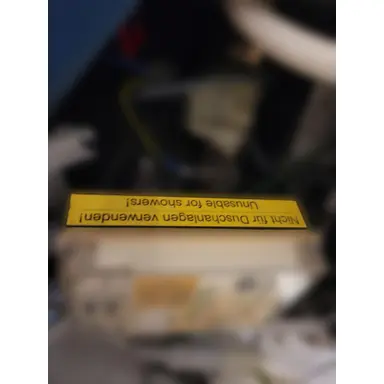 Nicht für Duschanlagen verwenden!
Unusable for showers!